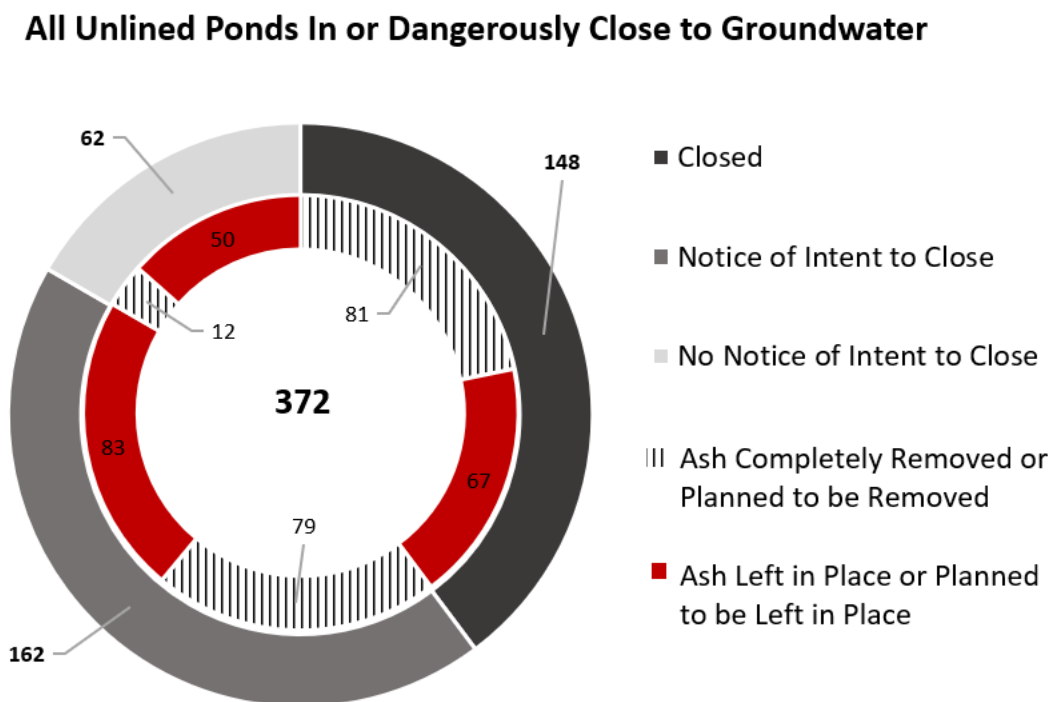 All Unlined Ponds In or Dangerously Close to Groundwater
62
148
Closed
50
Notice of Intent to Close
81
12
No Notice of Intent to Close
372
83
Ash Completely Removed or
Planned to be Removed
67
79
Ash Left in Place or Planned
to be Left in Place
162